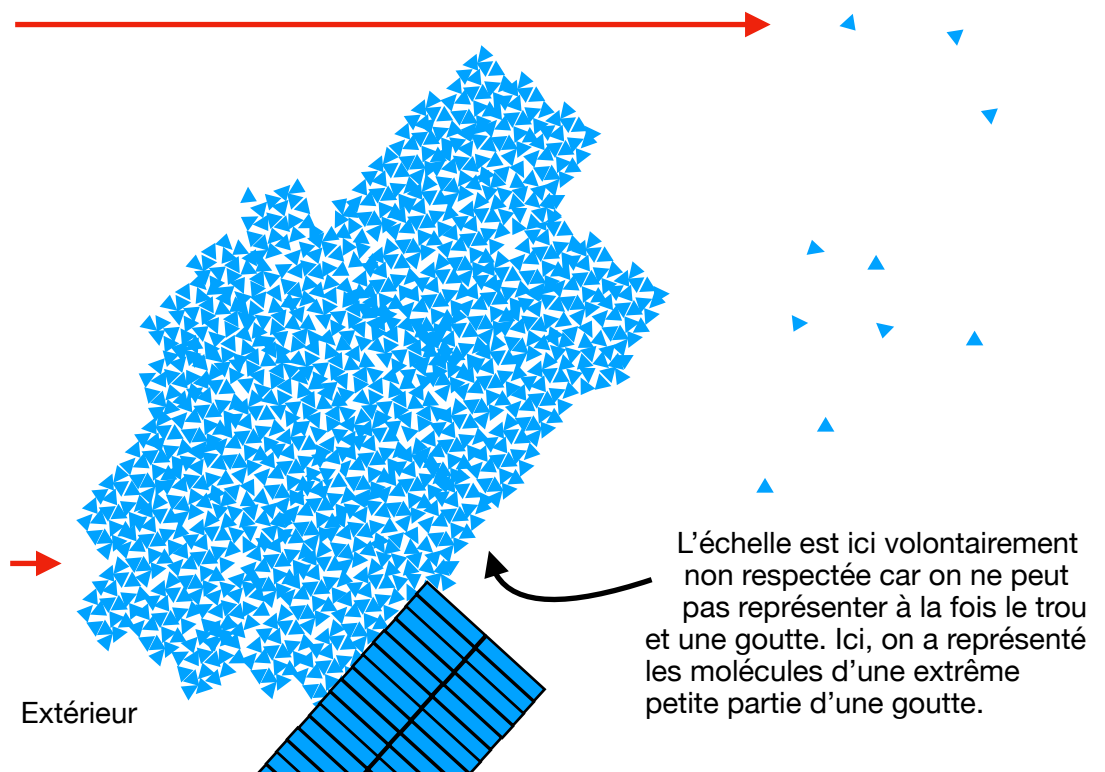 L’échelle est ici volontairement
non respectée car on ne peut
pas représenter à la fois le trou
et une goutte. Ici, on a représenté
les molécules d’une extrême
petite partie d’une goutte.
Extérieur